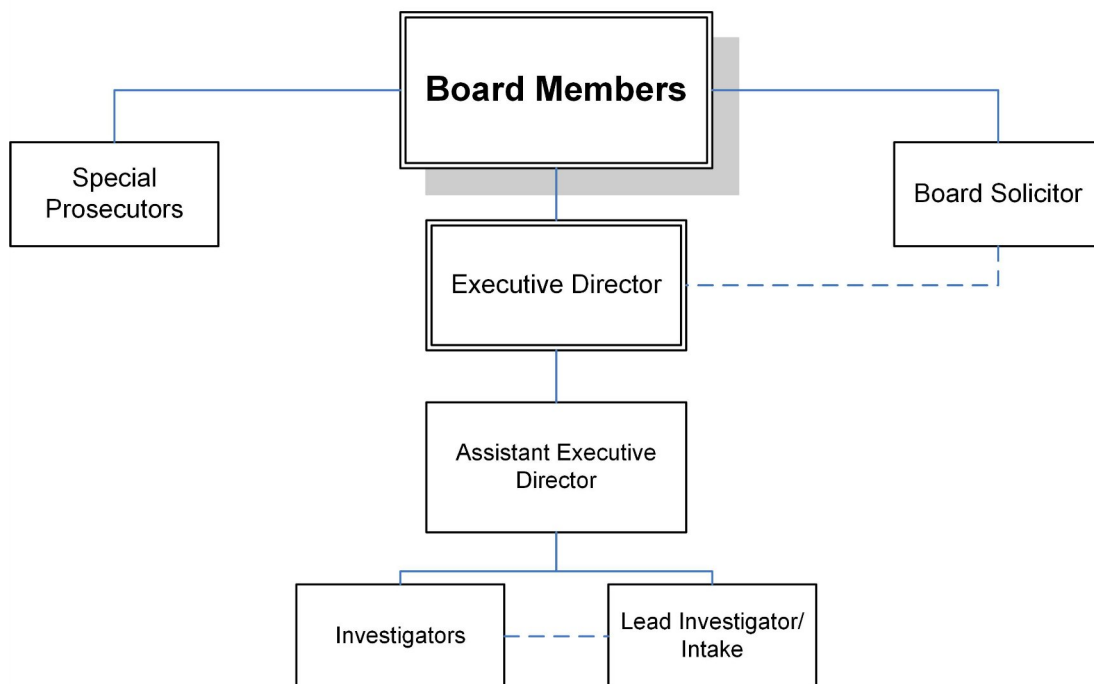 Board Members
Special
Prosecutors
Board Solicitor
Executive Director
Assistant Executive
Director
Investigators
Lead Investigator/
Intake